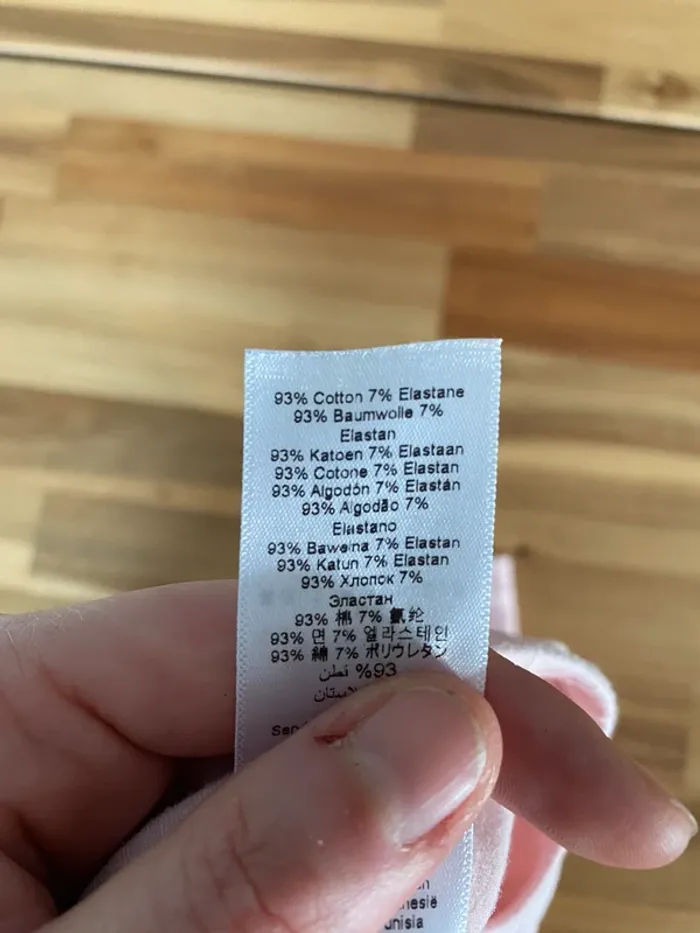 93% Cotton 7% Elastane
93% Baumwolle 7%
Elastan
93% Katoen 7% Elastaan
93% Cotone 7% Elastan
93% Algodón 7% Elastán
93% Algodão 7%
Elastano
93% Bawełna 7% Elastan
93% Katun 7% Elastan
93% Хлопок 7%
Эластан
93% 棉 7% 氨纶
93% 면 7% 엘라스테인
93% 綿 7% ポリウレタン
93% قطن